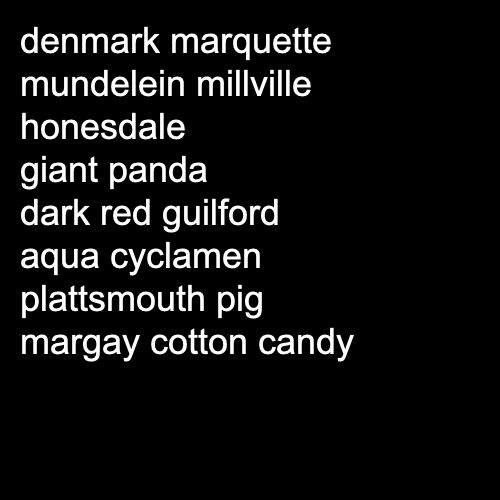 denmark marquette
mundelein millville
honesdale
giant panda
dark red guilford
aqua cyclamen
plattsmouth pig
margay cotton candy